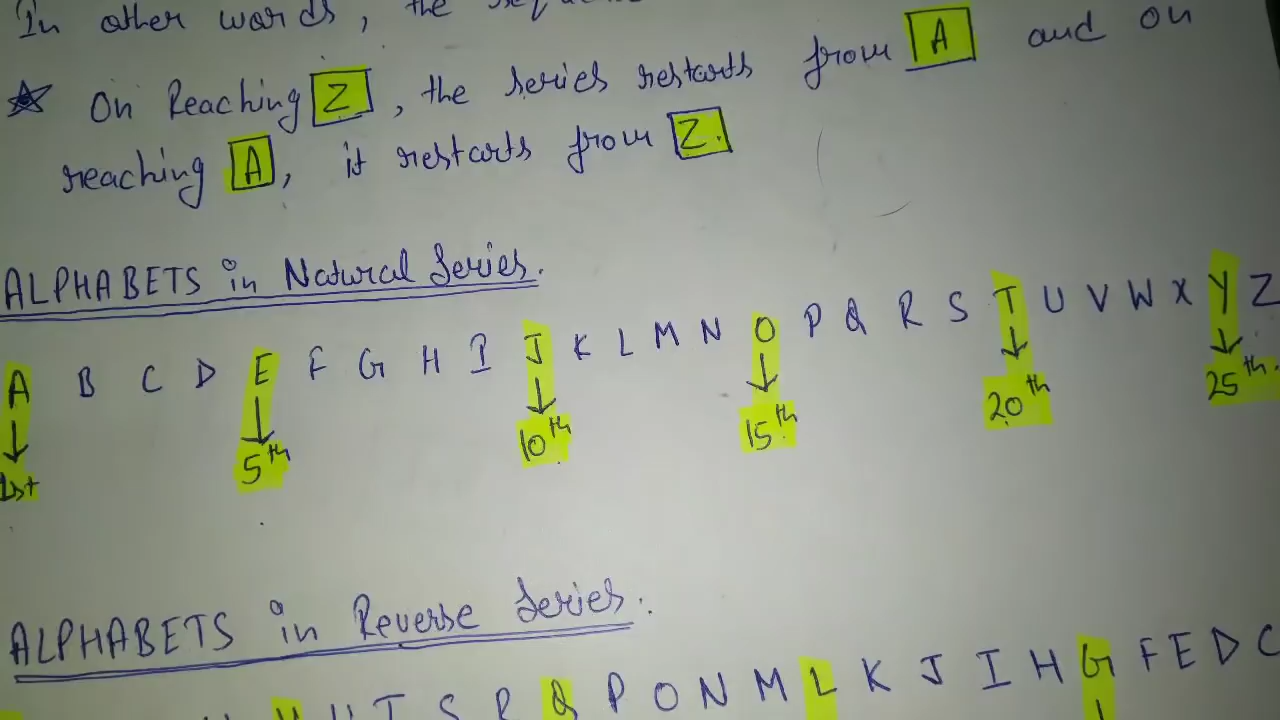 In other words, the
☆ On Reaching Z, the series restarts from A and on
reaching A, it restarts from Z.
ALPHABETS in Natural Series.
A B C D E F G H I J K L M N O P Q R S T U V W X Y Z
1st 5th 10th 15th 20th 25th.
ALPHABETS in Reverse Series.
U T S R Q P O N M L K J I H G F E D C